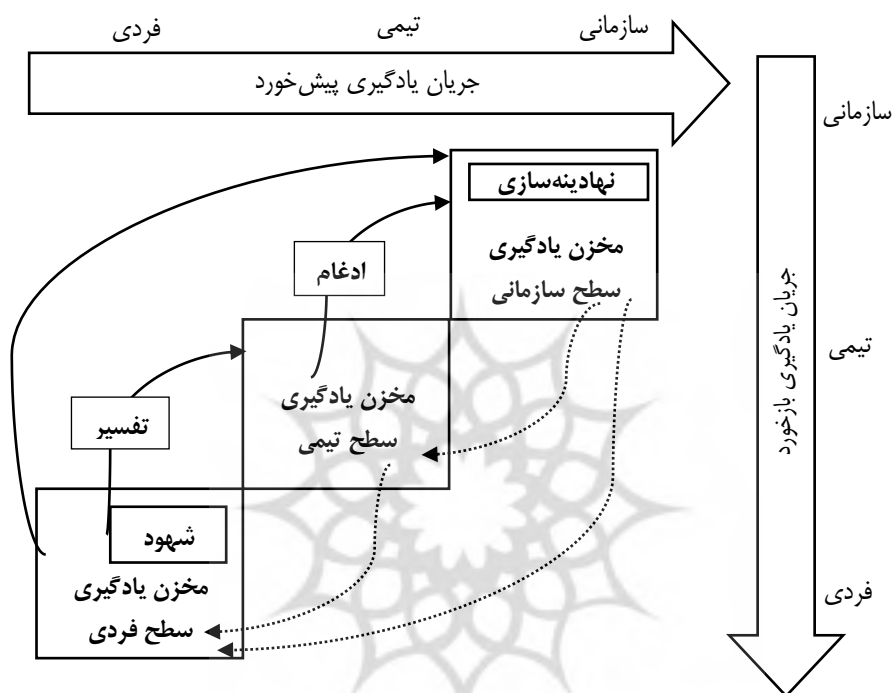 سازمانی
تیمی
فردی
جریان یادگیری پیش‌خورد
سازمانی
تیمی
فردی
جریان یادگیری بازخورد
نهادینه‌سازی
مخزن یادگیری
سطح سازمانی
ادغام
مخزن یادگیری
سطح تیمی
تفسیر
شهود
مخزن یادگیری
سطح فردی